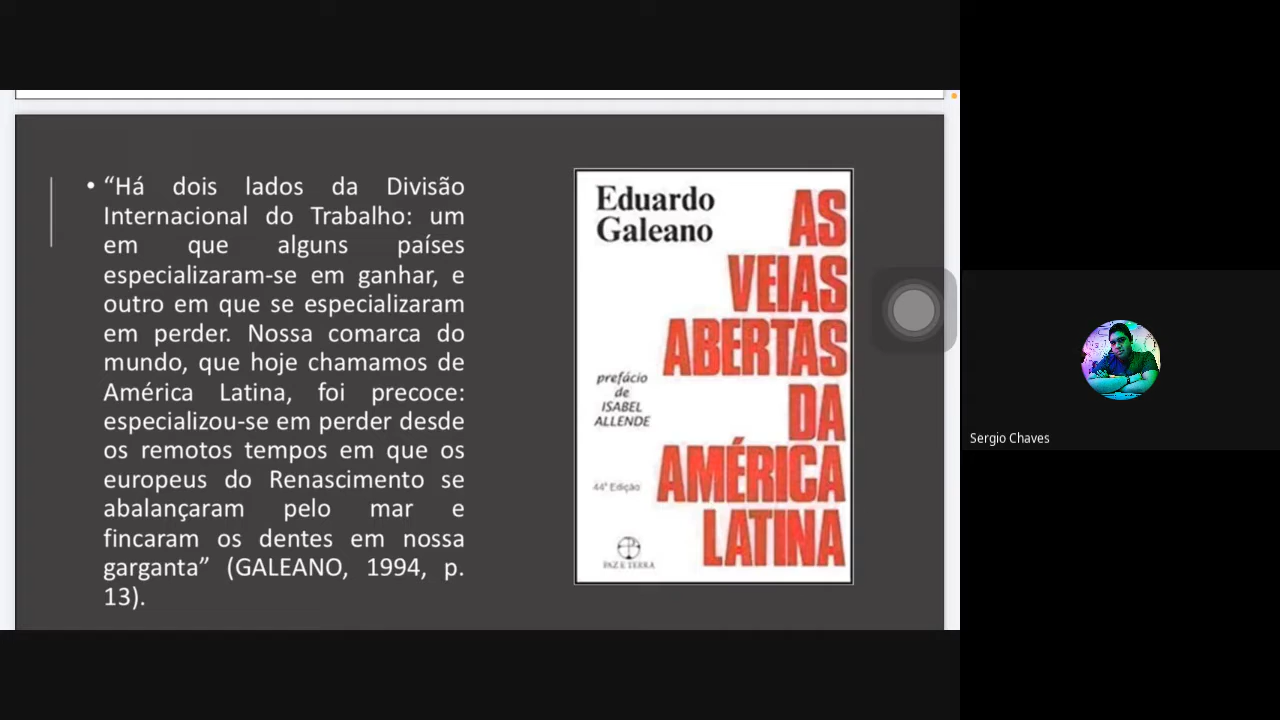 • “Há dois lados da Divisão
Internacional do Trabalho: um
em que alguns países
especializaram-se em ganhar, e
outro em que se especializaram
em perder. Nossa comarca do
mundo, que hoje chamamos de
América Latina, foi precoce:
especializou-se em perder desde
os remotos tempos em que os
europeus do Renascimento se
abalançaram pelo mar e
fincaram os dentes em nossa
garganta” (GALEANO, 1994, p.
13).
Eduardo
Galeano
AS
VEIAS
ABERTAS
DA
AMÉRICA
LATINA
prefácio
de
ISABEL
ALLENDE
44ª Edição
PAZ E TERRA
Sergio Chaves